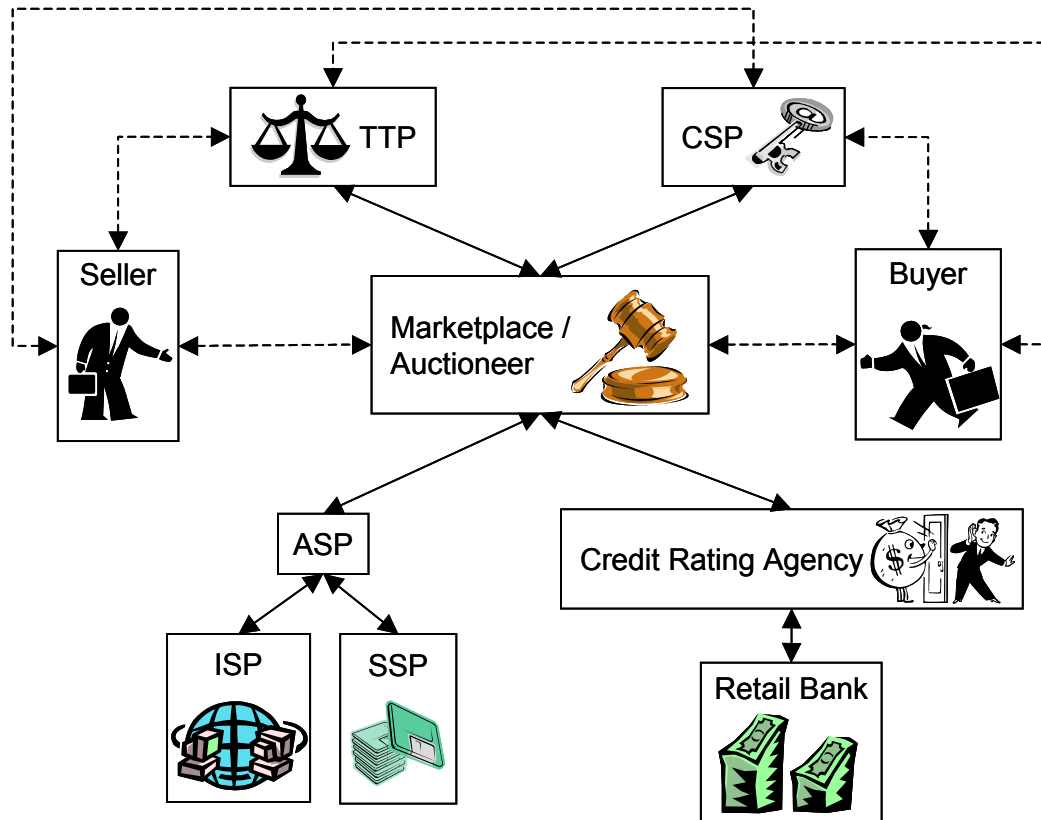 TTP
CSP
Seller
Buyer
Marketplace /
Auctioneer
ASP
Credit Rating Agency
$
ISP
SSP
Retail Bank